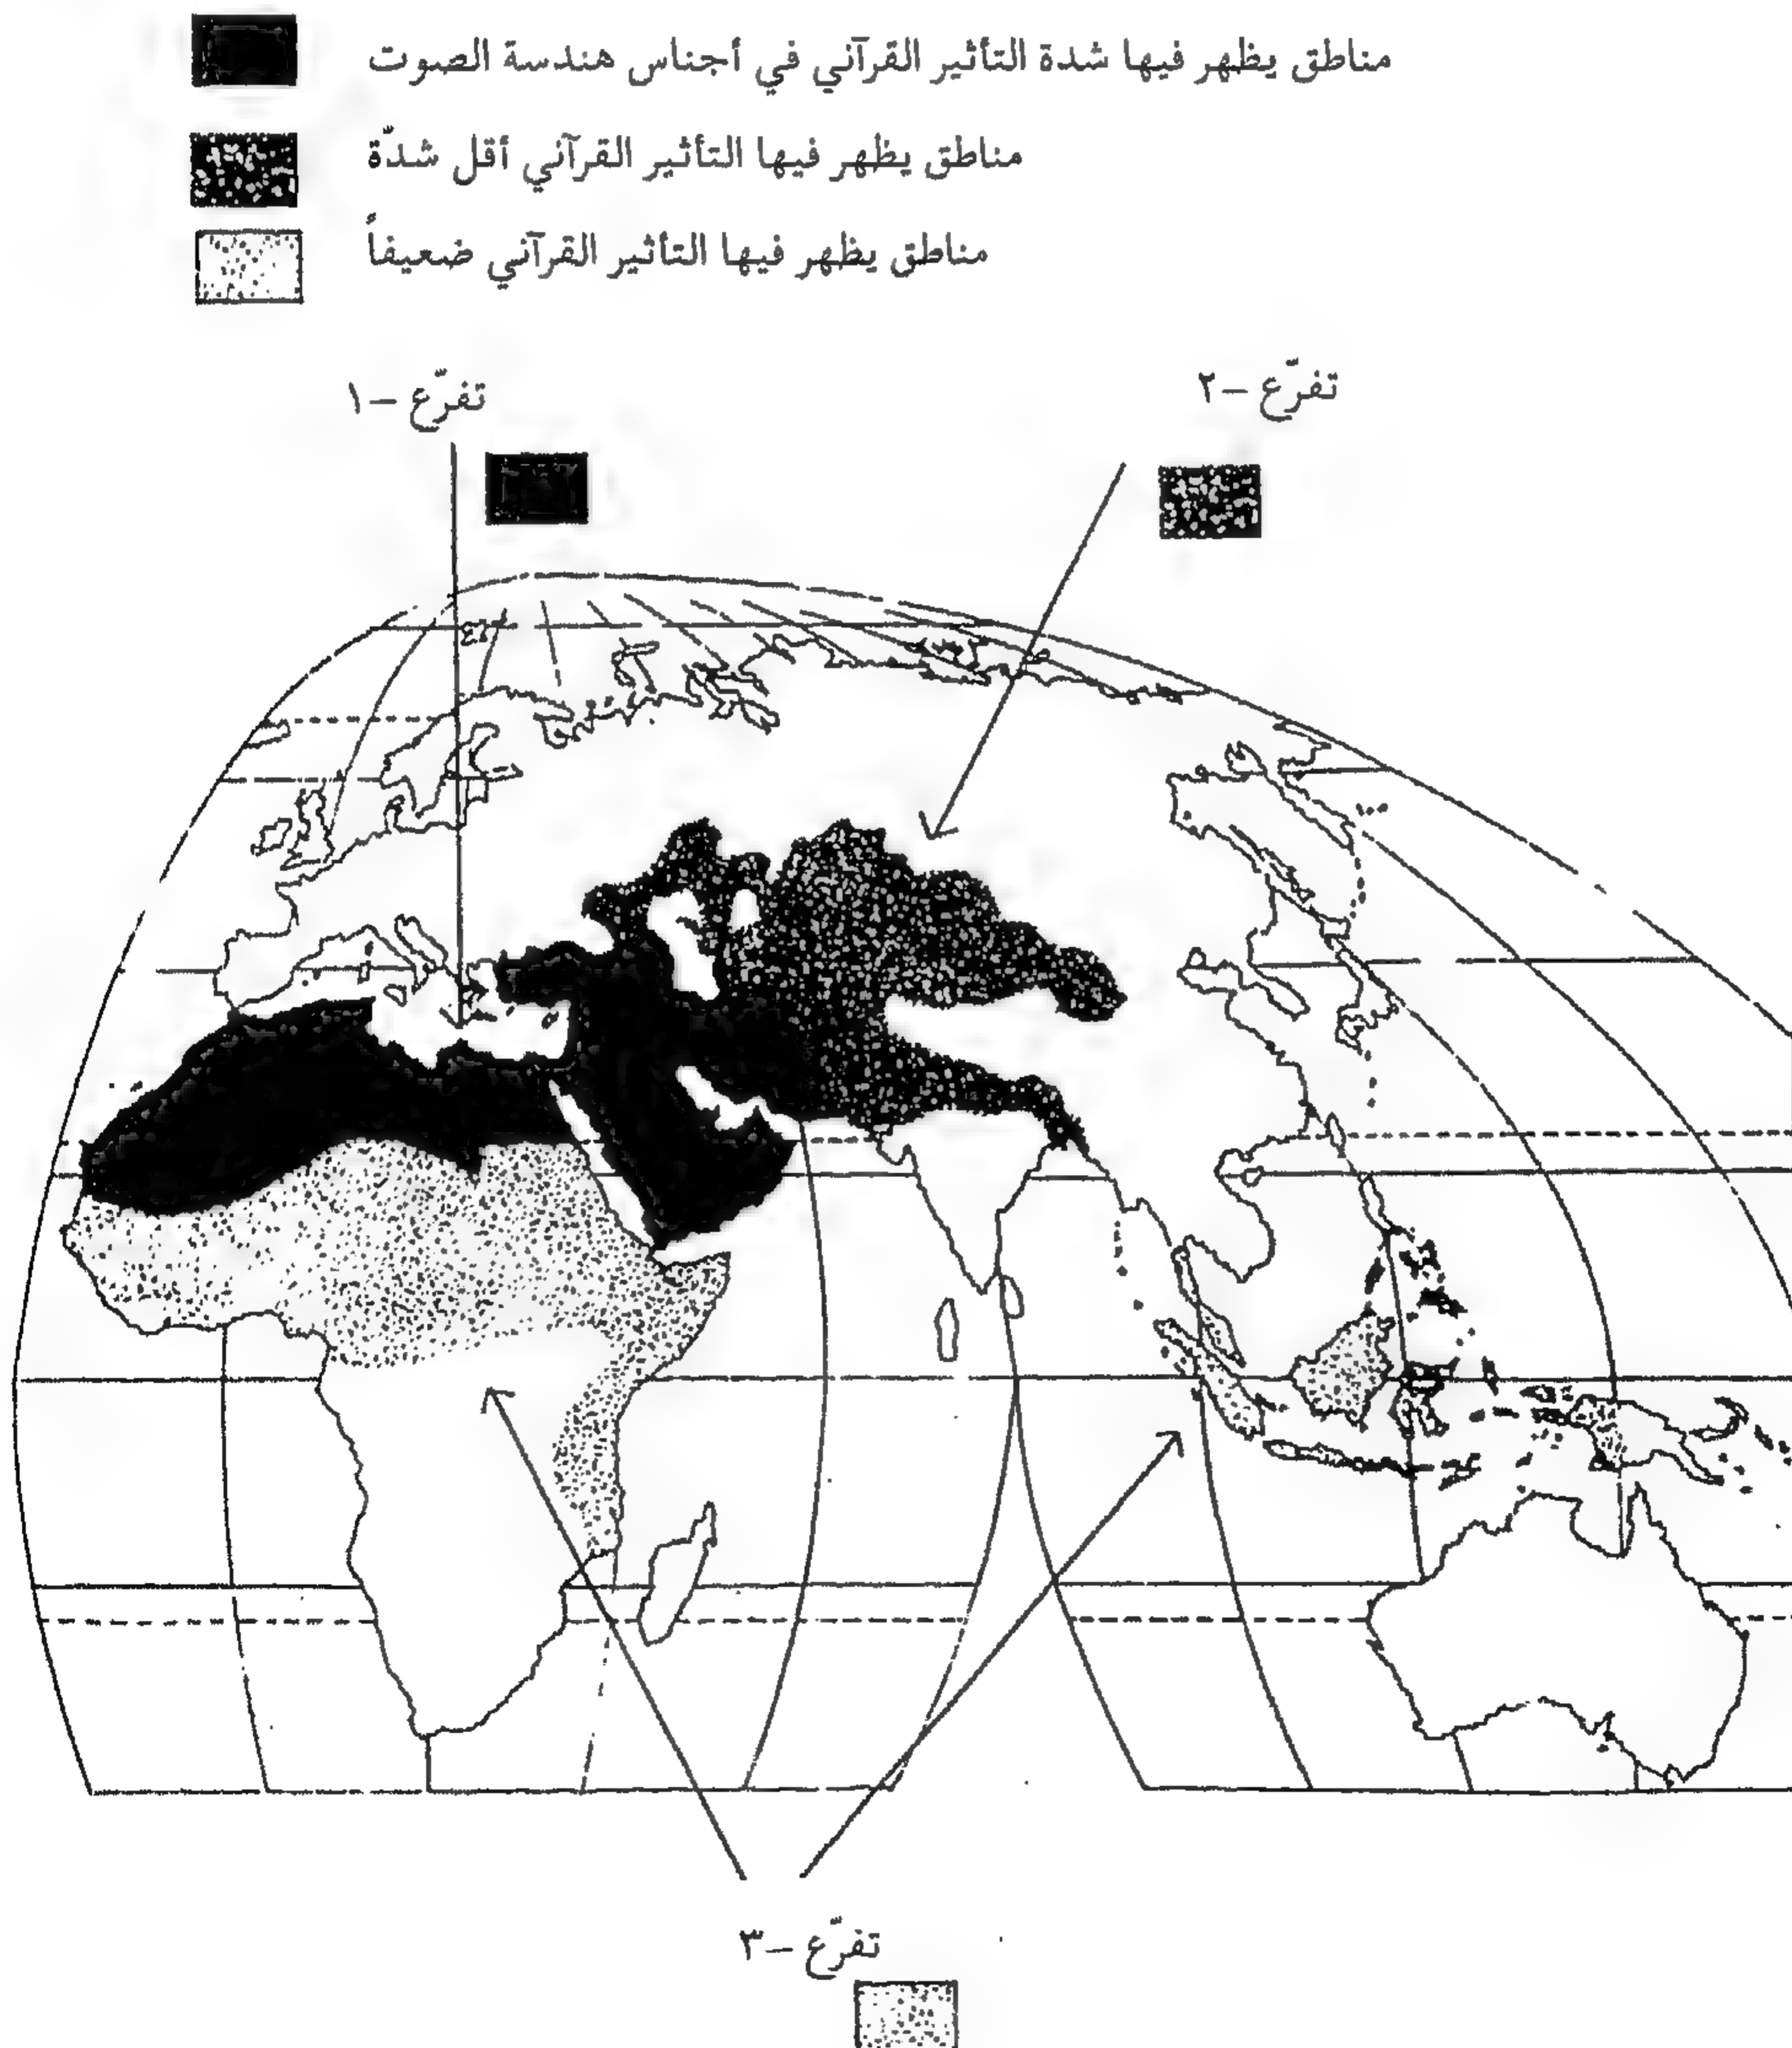 مناطق يظهر فيها شدة التأثير القرآني في أجناس هندسة الصوت
مناطق يظهر فيها التأثير القرآني أقل شدّة
مناطق يظهر فيها التأثير القرآني ضعيفاً
تفرّع –١
تفرّع –٢
تفرّع –٣